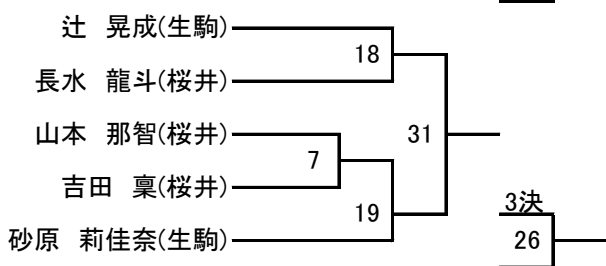 辻　晃成(生駒)
18
長水　龍斗(桜井)
山本　那智(桜井)
31
7
吉田　稟(桜井)
19
3決
砂原　莉佳奈(生駒)
26